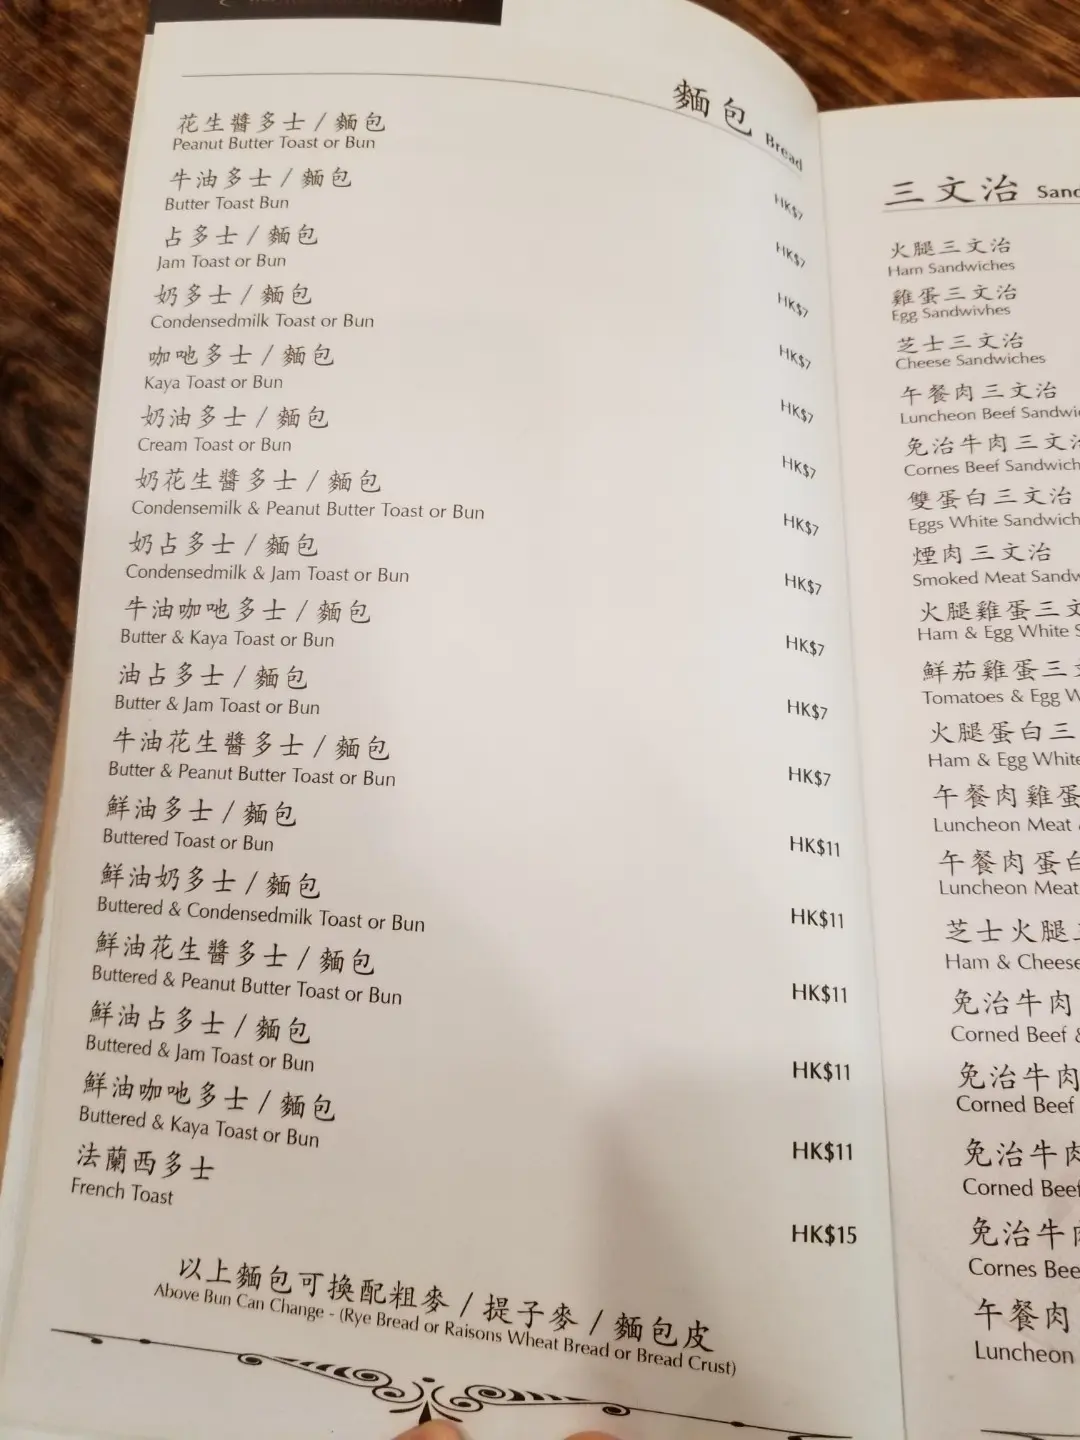 麵包 Bread
花生醬多士 / 麵包
Peanut Butter Toast or Bun
HK$7
牛油多士 / 麵包
Butter Toast Bun
HK$7
占多士 / 麵包
Jam Toast or Bun
HK$7
奶多士 / 麵包
Condensedmilk Toast or Bun
HK$7
咖吔多士 / 麵包
Kaya Toast or Bun
HK$7
奶油多士 / 麵包
Cream Toast or Bun
HK$7
奶花生醬多士 / 麵包
Condensemilk & Peanut Butter Toast or Bun
HK$7
奶占多士 / 麵包
Condensedmilk & Jam Toast or Bun
HK$7
牛油咖吔多士 / 麵包
Butter & Kaya Toast or Bun
HK$7
油占多士 / 麵包
Butter & Jam Toast or Bun
HK$7
牛油花生醬多士 / 麵包
Butter & Peanut Butter Toast or Bun
HK$7
鮮油多士 / 麵包
Buttered Toast or Bun
HK$11
鮮油奶多士 / 麵包
Buttered & Condensedmilk Toast or Bun
HK$11
鮮油花生醬多士 / 麵包
Buttered & Peanut Butter Toast or Bun
HK$11
鮮油占多士 / 麵包
Buttered & Jam Toast or Bun
HK$11
鮮油咖吔多士 / 麵包
Buttered & Kaya Toast or Bun
HK$11
法蘭西多士
French Toast
HK$15
以上麵包可換配粗麥 / 提子麥 / 麵包皮
Above Bun Can Change - (Rye Bread or Raisons Wheat Bread or Bread Crust)
三文治
火腿三文治
Ham Sandwiches
雞蛋三文治
Egg Sandwivhes
芝士三文治
Cheese Sandwiches
午餐肉三文治
Luncheon Beef
免治牛肉三文治
Cornes Beef
雙蛋白三文治
Eggs White
煙肉三文治
Smoked Meat
火腿雞蛋三文
Ham & Egg White
鮮茄雞蛋三
Tomatoes & Egg
火腿蛋白三
Ham & Egg White
午餐肉雞蛋
Luncheon Meat
午餐肉蛋白
Luncheon Meat
芝士火腿
Ham & Cheese
免治牛肉
Corned Beef &
免治牛肉
Corned Beef
免治牛肉
Corned Beef
免治牛肉
Cornes Bee
午餐肉
Luncheon